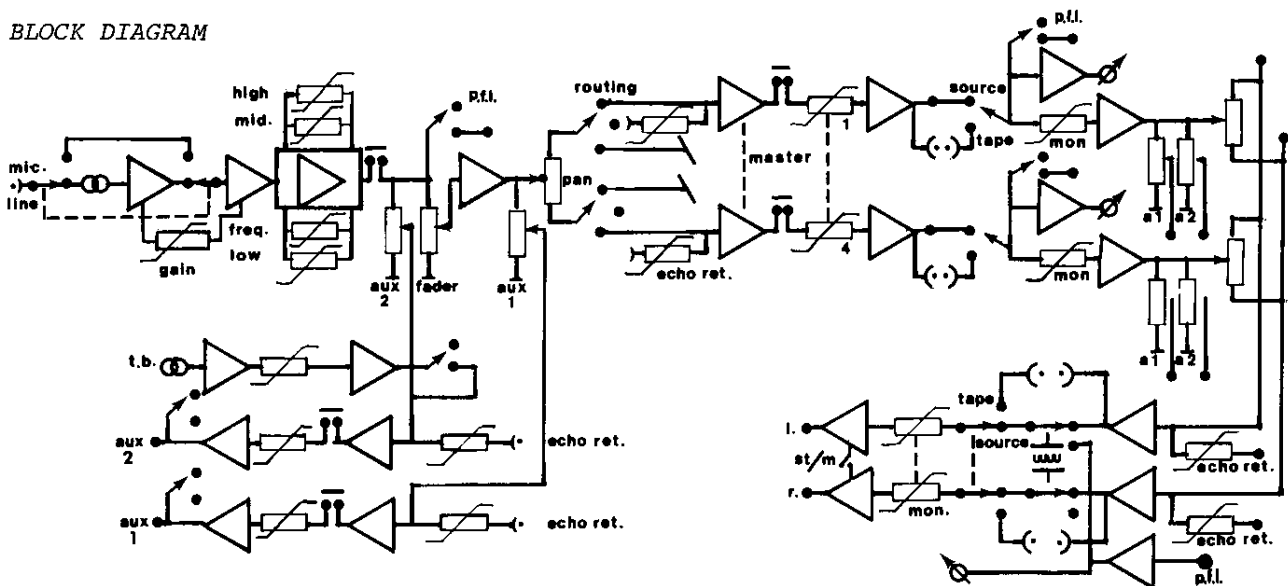 BLOCK DIAGRAM
p.f.l.
high
mid.
p.f.l.
routing
source
1
tape
mon
mic.
line
master
pan
freq.
low
gain
echo ret.
4
mon
a1 a2
aux
2
fader
aux
1
a1 a2
t.b.
tape
aux
2
echo ret.
l.
source
st/m
r.
echo ret.
mon.
aux
1
echo ret.
echo ret.
p.f.l.